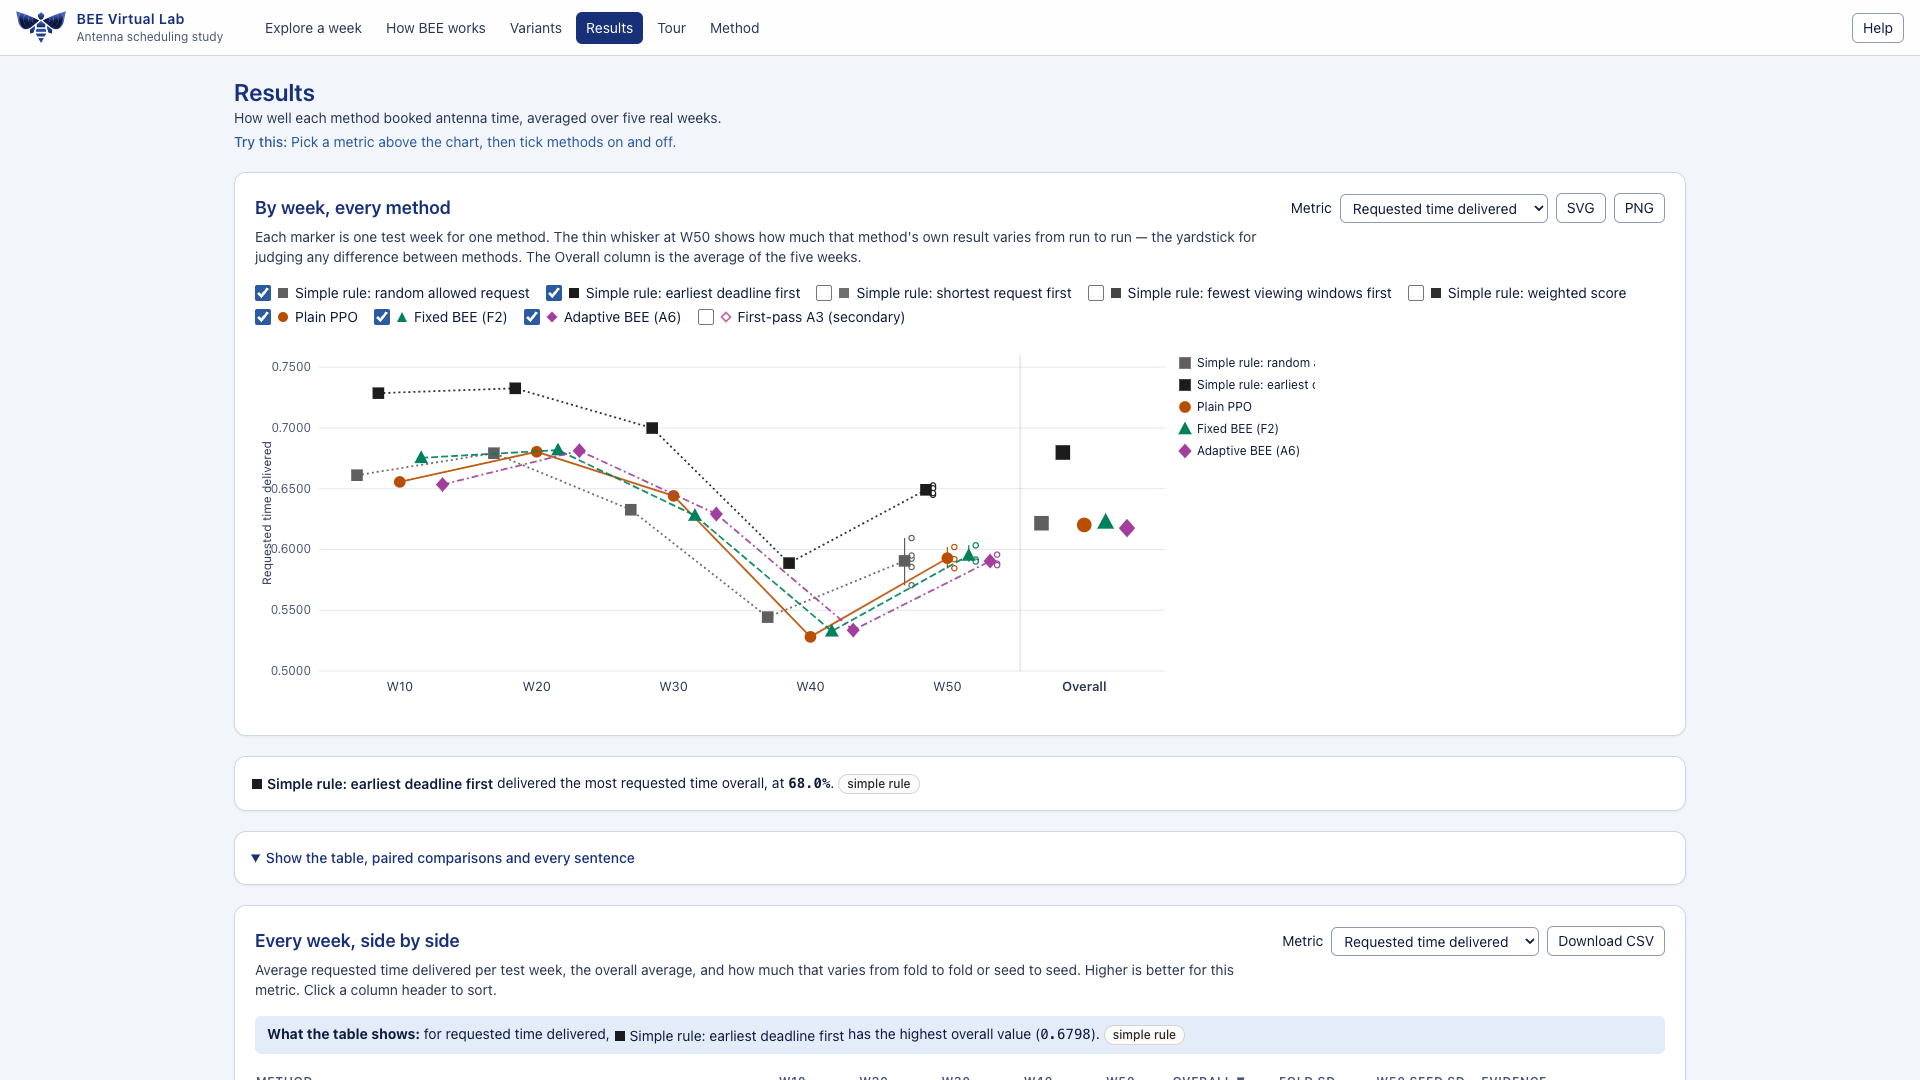 BEE Virtual Lab
Antenna scheduling study
Explore a week
How BEE works
Variants
Results
Tour
Method
Help
Results
How well each method booked antenna time, averaged over five real weeks.
Try this: Pick a metric above the chart, then tick methods on and off.
By week, every method
Metric
Requested time delivered
SVG
PNG
Each marker is one test week for one method. The thin whisker at W50 shows how much that method's own result varies from run to run — the yardstick for
judging any difference between methods. The Overall column is the average of the five weeks.
Simple rule: random allowed request
Simple rule: earliest deadline first
Simple rule: shortest request first
Simple rule: fewest viewing windows first
Simple rule: weighted score
Plain PPO
Fixed BEE (F2)
Adaptive BEE (A6)
First-pass A3 (secondary)
Requested time delivered
0.7500
0.7000
0.6500
0.6000
0.5500
0.5000
W10
W20
W30
W40
W50
Overall
Simple rule: random
Simple rule: earliest
Plain PPO
Fixed BEE (F2)
Adaptive BEE (A6)
Simple rule: earliest deadline first delivered the most requested time overall, at 68.0%. simple rule
Show the table, paired comparisons and every sentence
Every week, side by side
Metric
Requested time delivered
Download CSV
Average requested time delivered per test week, the overall average, and how much that varies from fold to fold or seed to seed. Higher is better for this
metric. Click a column header to sort.
What the table shows: for requested time delivered, Simple rule: earliest deadline first has the highest overall value (0.6798). simple rule
METHOD W10 W20 W30 W40 W50 OVERALL ▼ FOLD SD W50 SEED SD EVIDENCE